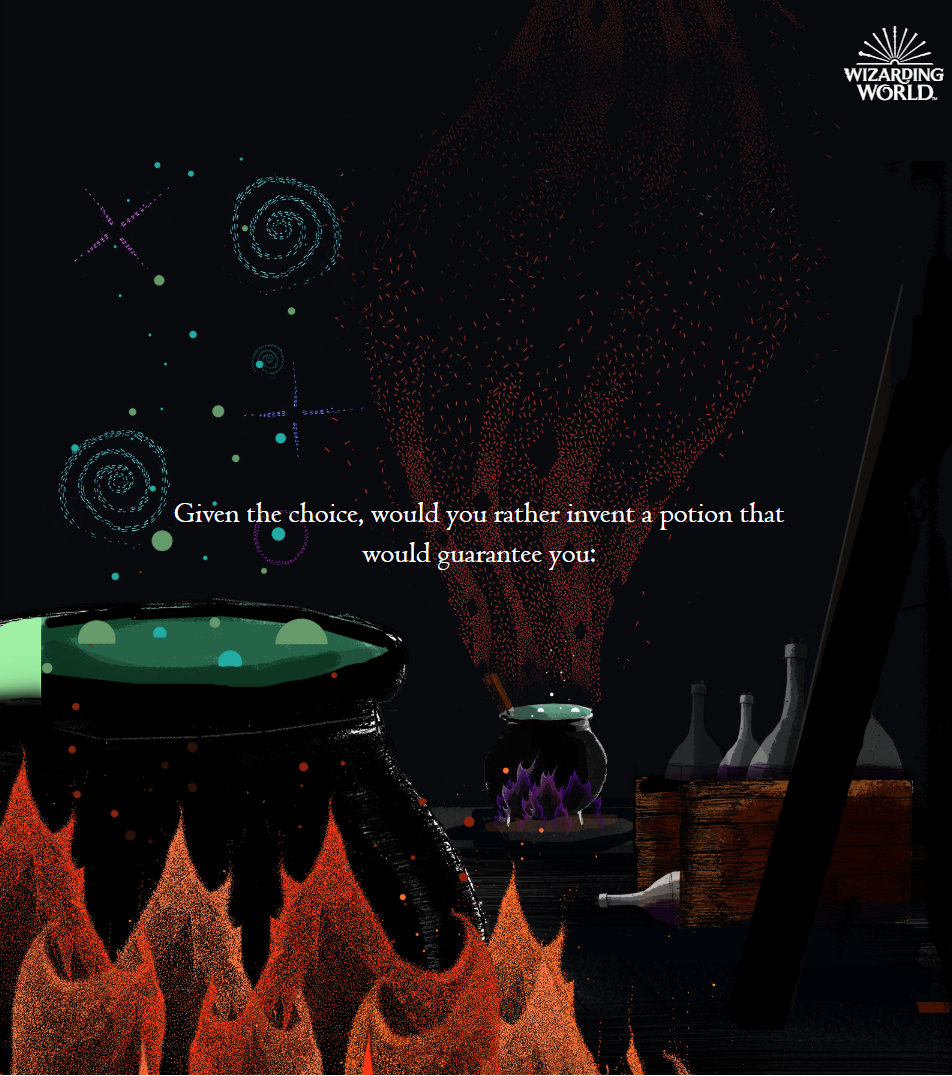 WIZARDING
WORLD
Given the choice, would you rather invent a potion that
would guarantee you: